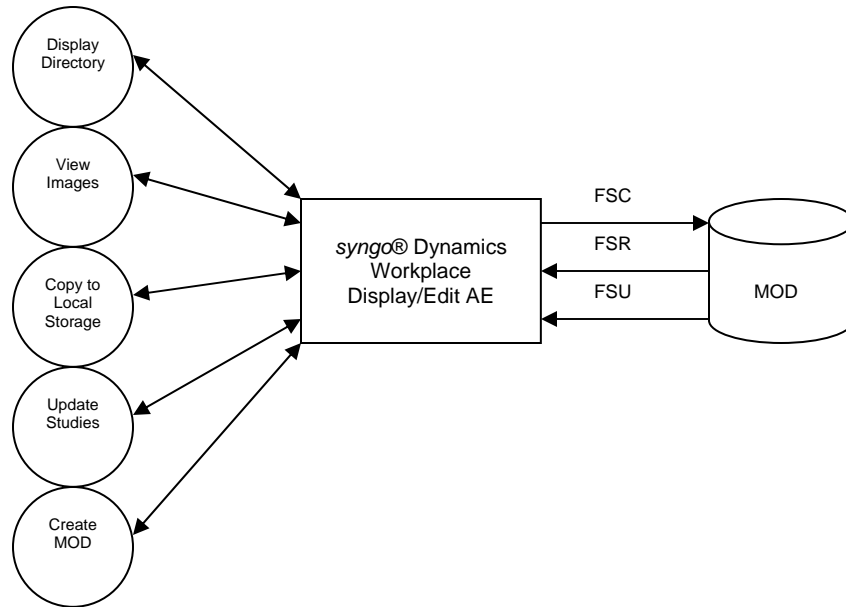 Display
Directory
View
Images
Copy to
Local
Storage
Update
Studies
Create
MOD
syngo® Dynamics
Workplace
Display/Edit AE
FSC
FSR
FSU
MOD